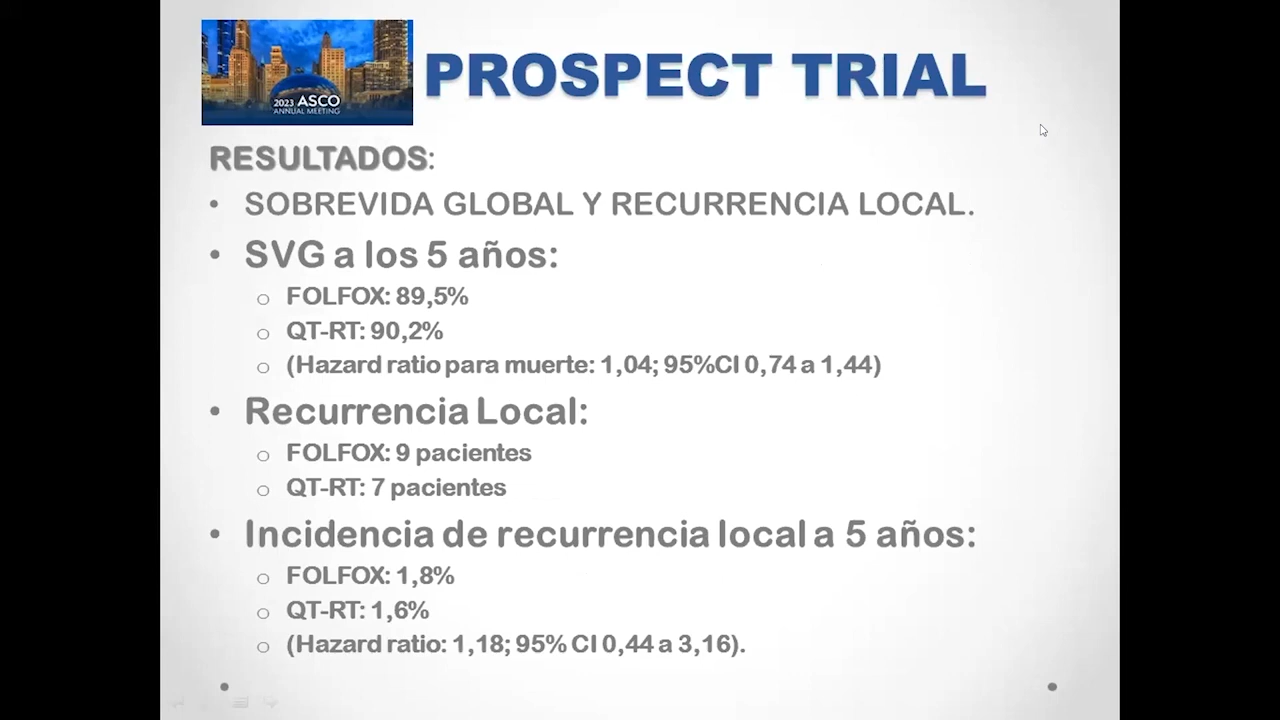 2023 ASCO
ANNUAL MEETING
PROSPECT TRIAL
RESULTADOS:
• SOBREVIDA GLOBAL Y RECURRENCIA LOCAL.
• SVG a los 5 años:
o FOLFOX: 89,5%
o QT-RT: 90,2%
o (Hazard ratio para muerte: 1,04; 95%CI 0,74 a 1,44)
• Recurrencia Local:
o FOLFOX: 9 pacientes
o QT-RT: 7 pacientes
• Incidencia de recurrencia local a 5 años:
o FOLFOX: 1,8%
o QT-RT: 1,6%
o (Hazard ratio: 1,18; 95% CI 0,44 a 3,16).